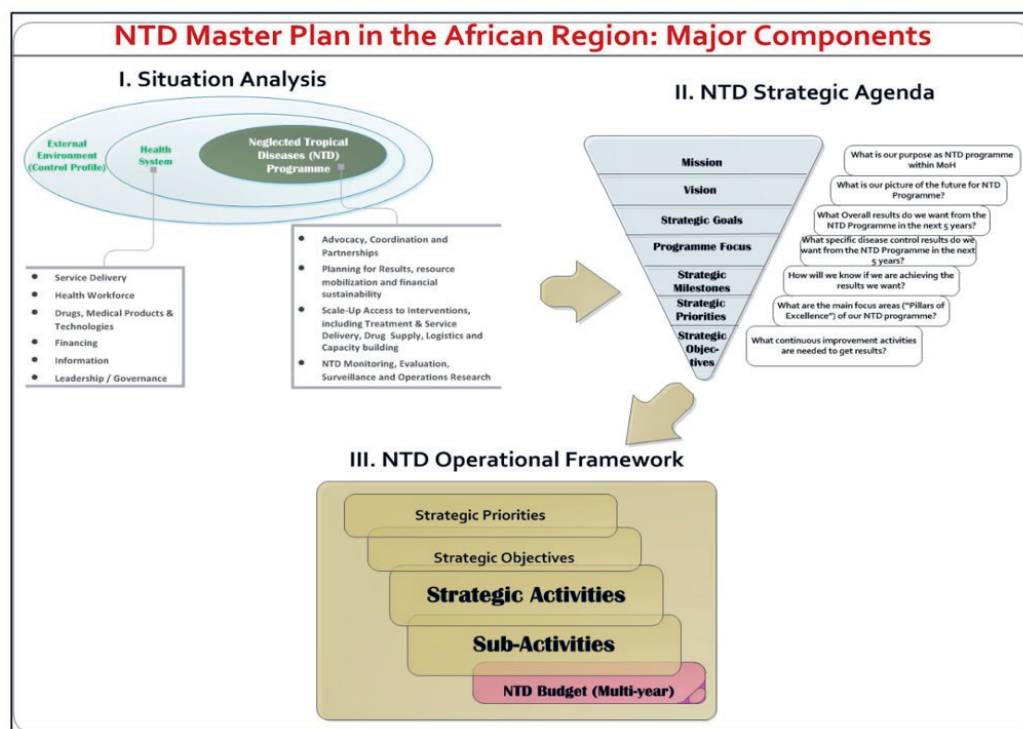 NTD Master Plan in the African Region: Major Components
I. Situation Analysis
External
Environment
(Control Profile)
Health
System
Neglected Tropical
Diseases (NTD)
Programme
• Service Delivery
• Health Workforce
• Drugs, Medical Products &
Technologies
• Financing
• Information
• Leadership / Governance
• Advocacy, Coordination and
Partnerships
• Planning for Results, resource
mobilization and financial
sustainability
• Scale-Up Access to Interventions,
including Treatment & Service
Delivery, Drug Supply, Logistics and
Capacity building
• NTD Monitoring, Evaluation,
Surveillance and Operations Research
II. NTD Strategic Agenda
Mission
What is our purpose as NTD programme
within MoH
Vision
What is our picture of the future for NTD
Programme?
Strategic Goals
What Overall results do we want from the
NTD Programme in the next 5 years?
Programme Focus
What specific disease control results do we
want from the NTD Programme in the next
5 years?
Strategic
Milestones
How will we know if we are achieving the
results we want?
Strategic
Priorities
What are the main focus areas ("Pillars of
Excellence") of our NTD programme?
Strategic
Objec-
tives
What continuous improvement activities
are needed to get results?
III. NTD Operational Framework
Strategic Priorities
Strategic Objectives
Strategic Activities
Sub-Activities
NTD Budget (Multi-year)